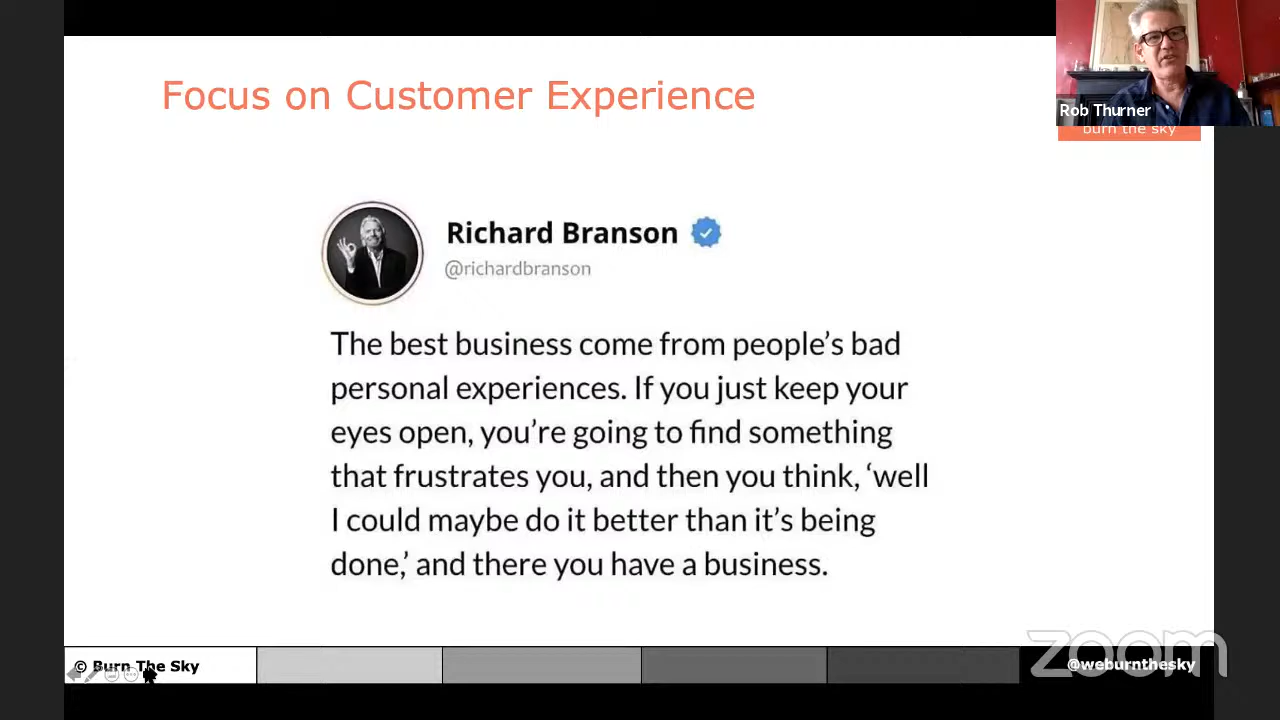 Focus on Customer Experience
Rob Thurner
burn the sky
Richard Branson
@richardbranson
The best business come from people’s bad
personal experiences. If you just keep your
eyes open, you’re going to find something
that frustrates you, and then you think, ‘well
I could maybe do it better than it’s being
done,’ and there you have a business.
© Burn The Sky
@weburnthesky
zoom